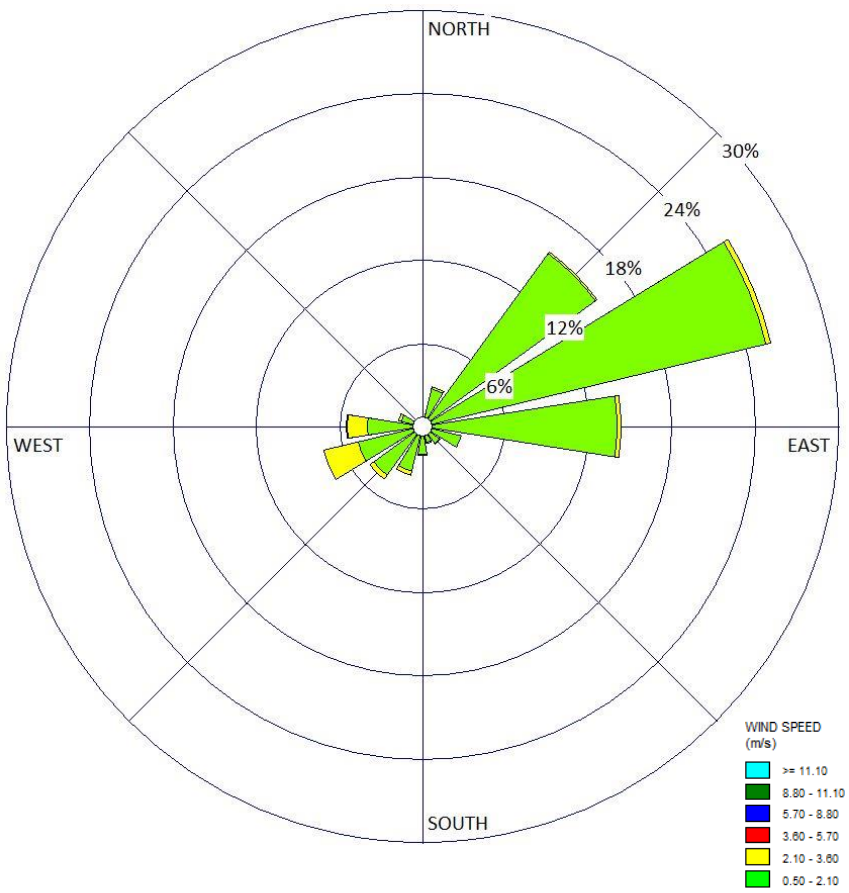 NORTH
30%
24%
18%
12%
6%
WEST
EAST
SOUTH
WIND SPEED
(m/s)
>= 11.10
8.80 - 11.10
5.70 - 8.80
3.60 - 5.70
2.10 - 3.60
0.50 - 2.10